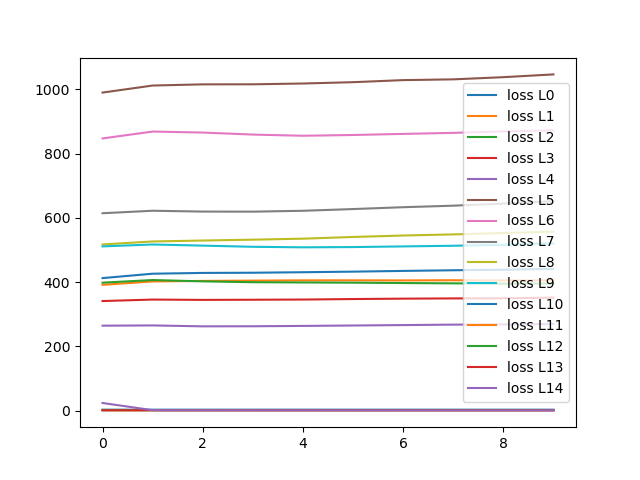 1000
800
600
400
200
0
0 2 4 6 8
loss L0
loss L1
loss L2
loss L3
loss L4
loss L5
loss L6
loss L7
loss L8
loss L9
loss L10
loss L11
loss L12
loss L13
loss L14